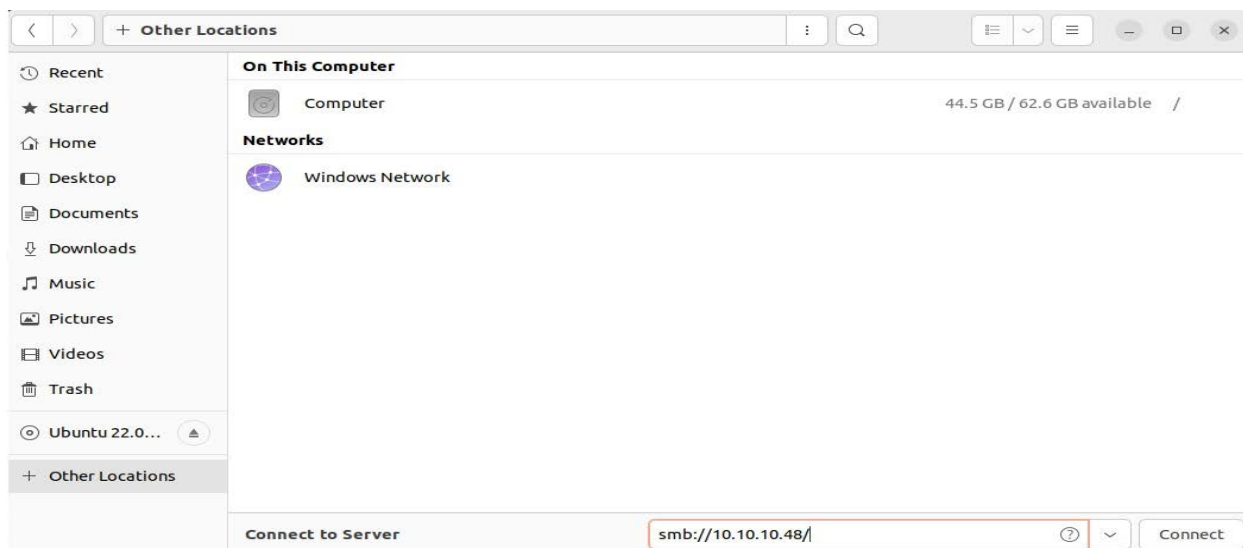 + Other Locations
Recent
Starred
Home
Desktop
Documents
Downloads
Music
Pictures
Videos
Trash
Ubuntu 22.0...
+ Other Locations
On This Computer
Computer 44.5 GB / 62.6 GB available /
Networks
Windows Network
Connect to Server smb://10.10.10.48/ Connect